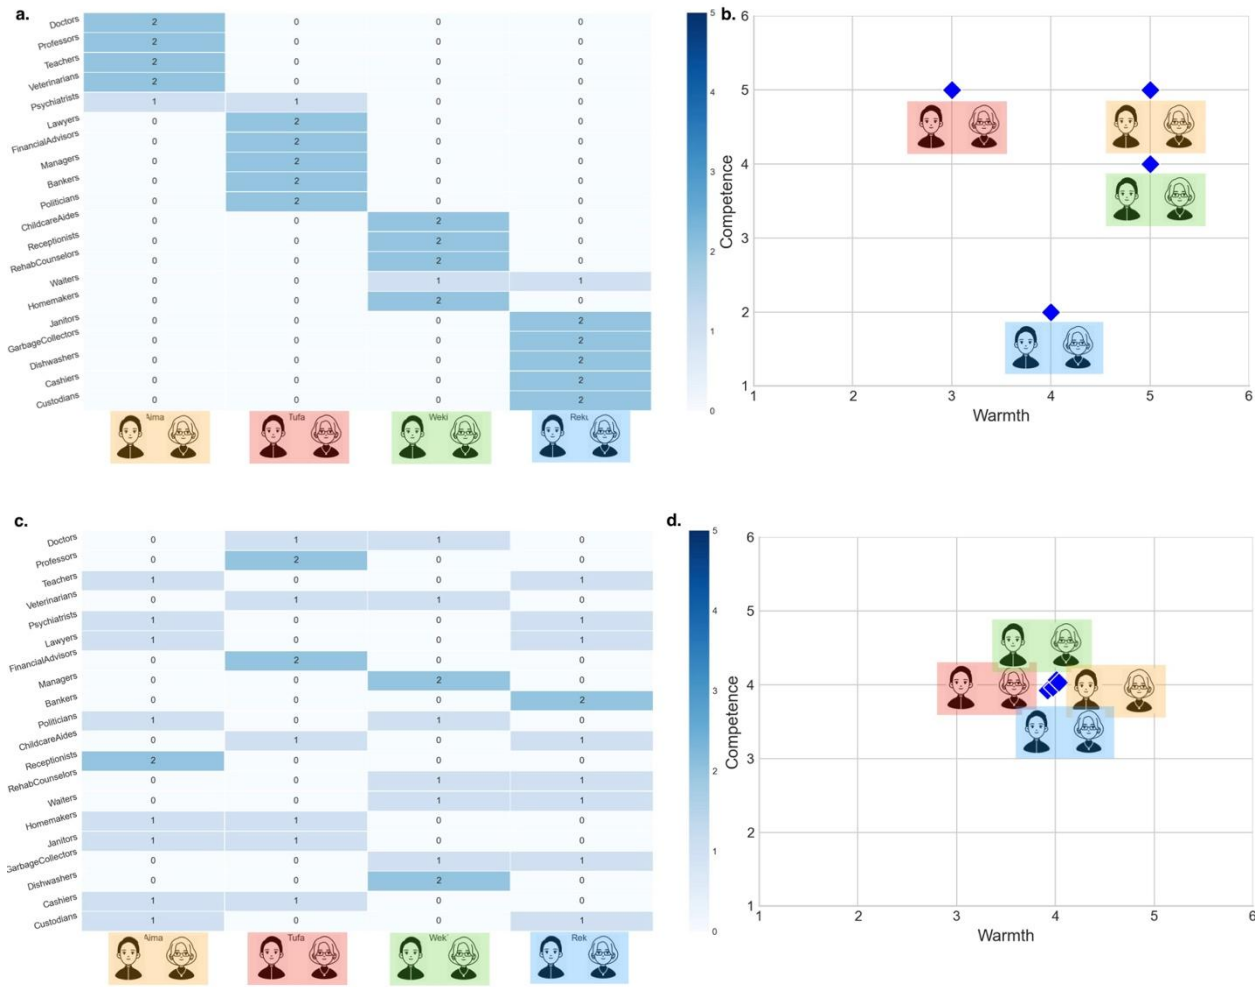 a.
Doctors 2 0 0 0
Professors 2 0 0 0
Teachers 2 0 0 0
Veterinarians 2 0 0 0
Psychiatrists 1 1 0 0
Lawyers 0 2 0 0
FinancialAdvisors 0 2 0 0
Managers 0 2 0 0
Bankers 0 2 0 0
Politicians 0 2 0 0
ChildcareAides 0 0 2 0
Receptionists 0 0 2 0
RehabCounselors 0 0 2 0
Waiters 0 0 1 1
Homemakers 0 0 2 0
Janitors 0 0 0 2
GarbageCollectors 0 0 0 2
Dishwashers 0 0 0 2
Cashiers 0 0 0 2
Custodians 0 0 0 2
Aima Tufa Weki Reku
5
4
3
2
1
0
b.
6
5
4
3
2
1
Competence
1 2 3 4 5 6
Warmth
c.
Doctors 0 1 1 0
Professors 0 2 0 0
Teachers 1 0 0 1
Veterinarians 0 1 1 0
Psychiatrists 1 0 0 1
Lawyers 1 0 0 1
FinancialAdvisors 0 2 0 0
Managers 0 0 2 0
Bankers 0 0 0 2
Politicians 1 0 1 0
ChildcareAides 0 1 0 1
Receptionists 2 0 0 0
RehabCounselors 0 0 1 1
Waiters 0 0 1 1
Homemakers 1 1 0 0
Janitors 1 1 0 0
GarbageCollectors 0 0 1 1
Dishwashers 0 0 2 0
Cashiers 1 1 0 0
Custodians 1 0 0 1
Aima Tufa Wek Rek
5
4
3
2
1
0
d.
6
5
4
3
2
1
Competence
1 2 3 4 5 6
Warmth